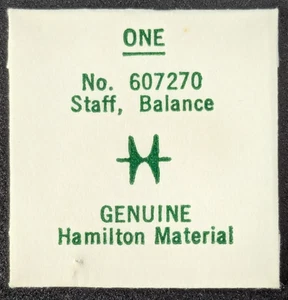 ONE
No. 607270
Staff, Balance
GENUINE
Hamilton Material